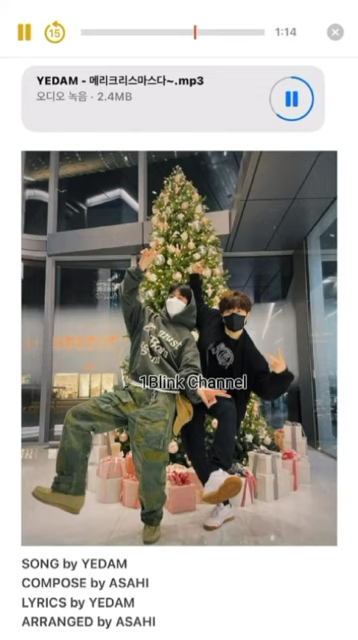 15
1:14
YEDAM - 메리크리스마스다~.mp3
오디오 녹음 · 2.4MB
1Blink Channel
SONG by YEDAM
COMPOSE by ASAHI
LYRICS by YEDAM
ARRANGED by ASAHI